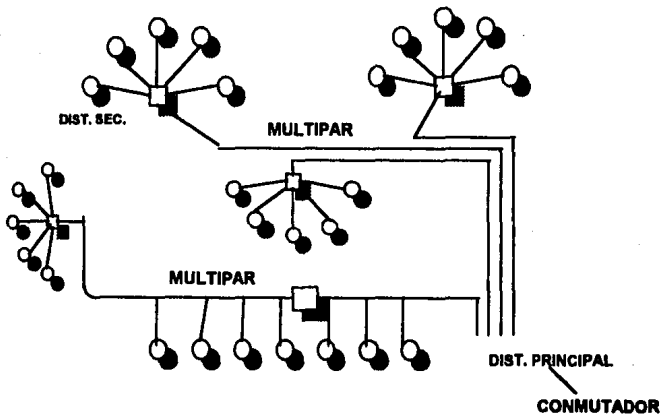 DIST. SEC.
MULTIPAR
MULTIPAR
DIST. PRINCIPAL
CONMUTADOR